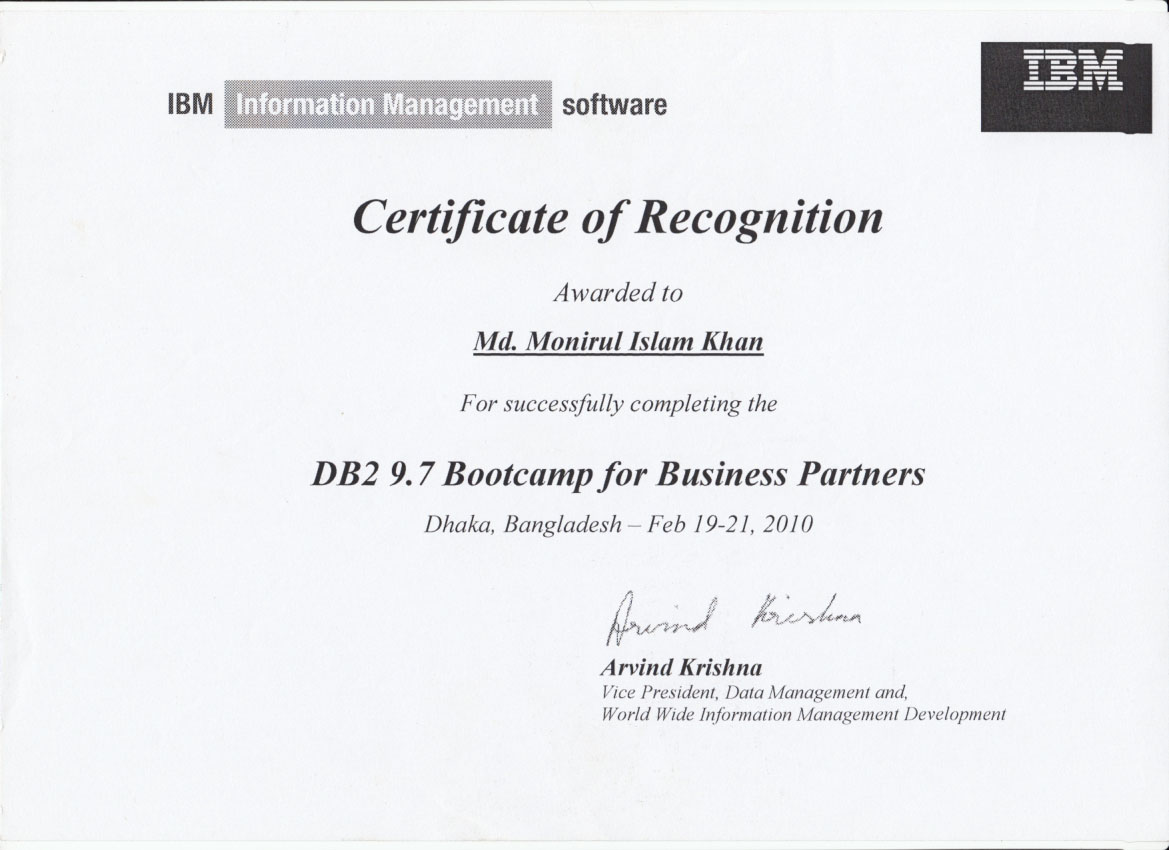 IBM Information Management software
IBM
Certificate of Recognition
Awarded to
Md. Monirul Islam Khan
For successfully completing the
DB2 9.7 Bootcamp for Business Partners
Dhaka, Bangladesh – Feb 19-21, 2010
Arvind Krishna
Arvind Krishna
Vice President, Data Management and,
World Wide Information Management Development